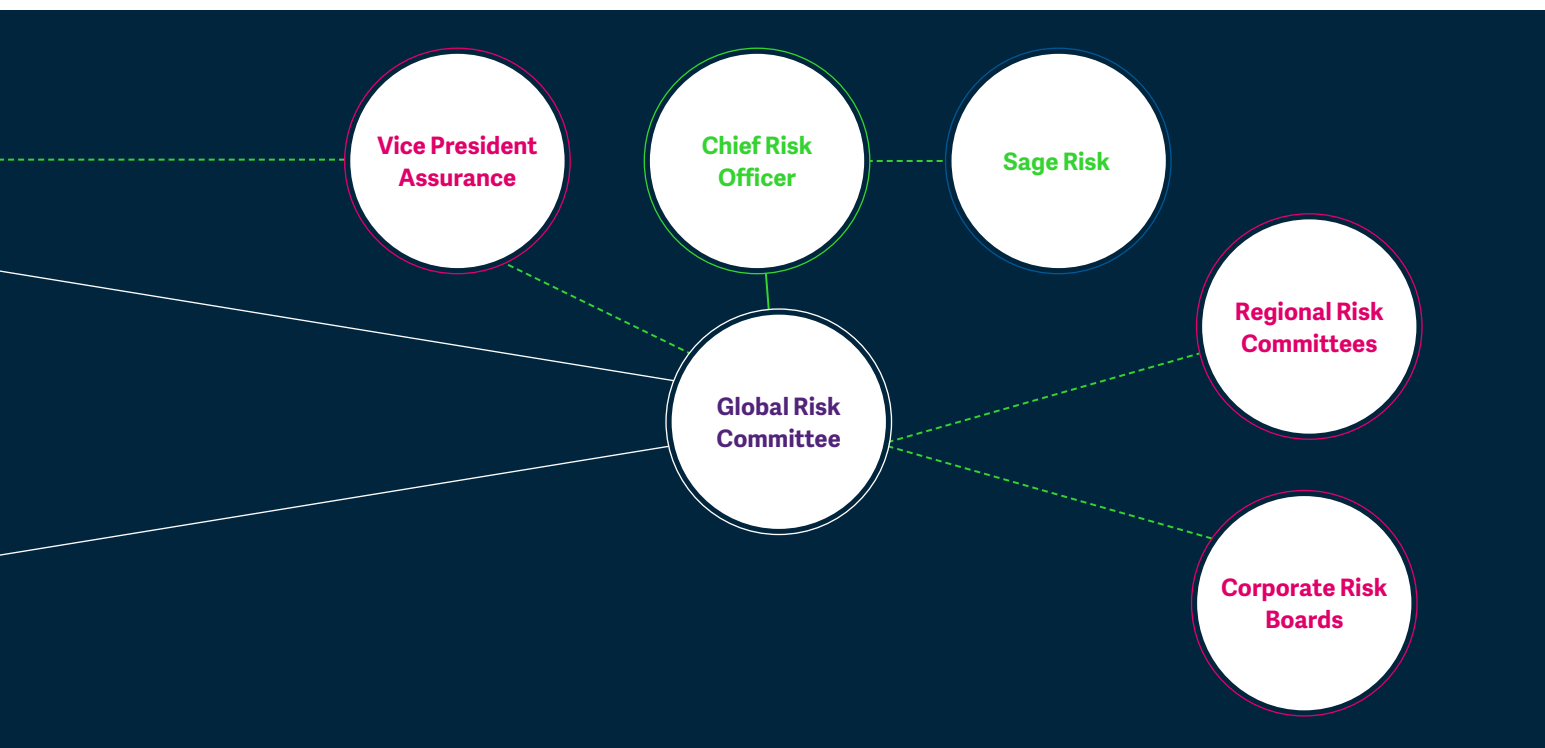 Vice President
Assurance
Chief Risk
Officer
Sage Risk
Regional Risk
Committees
Global Risk
Committee
Corporate Risk
Boards